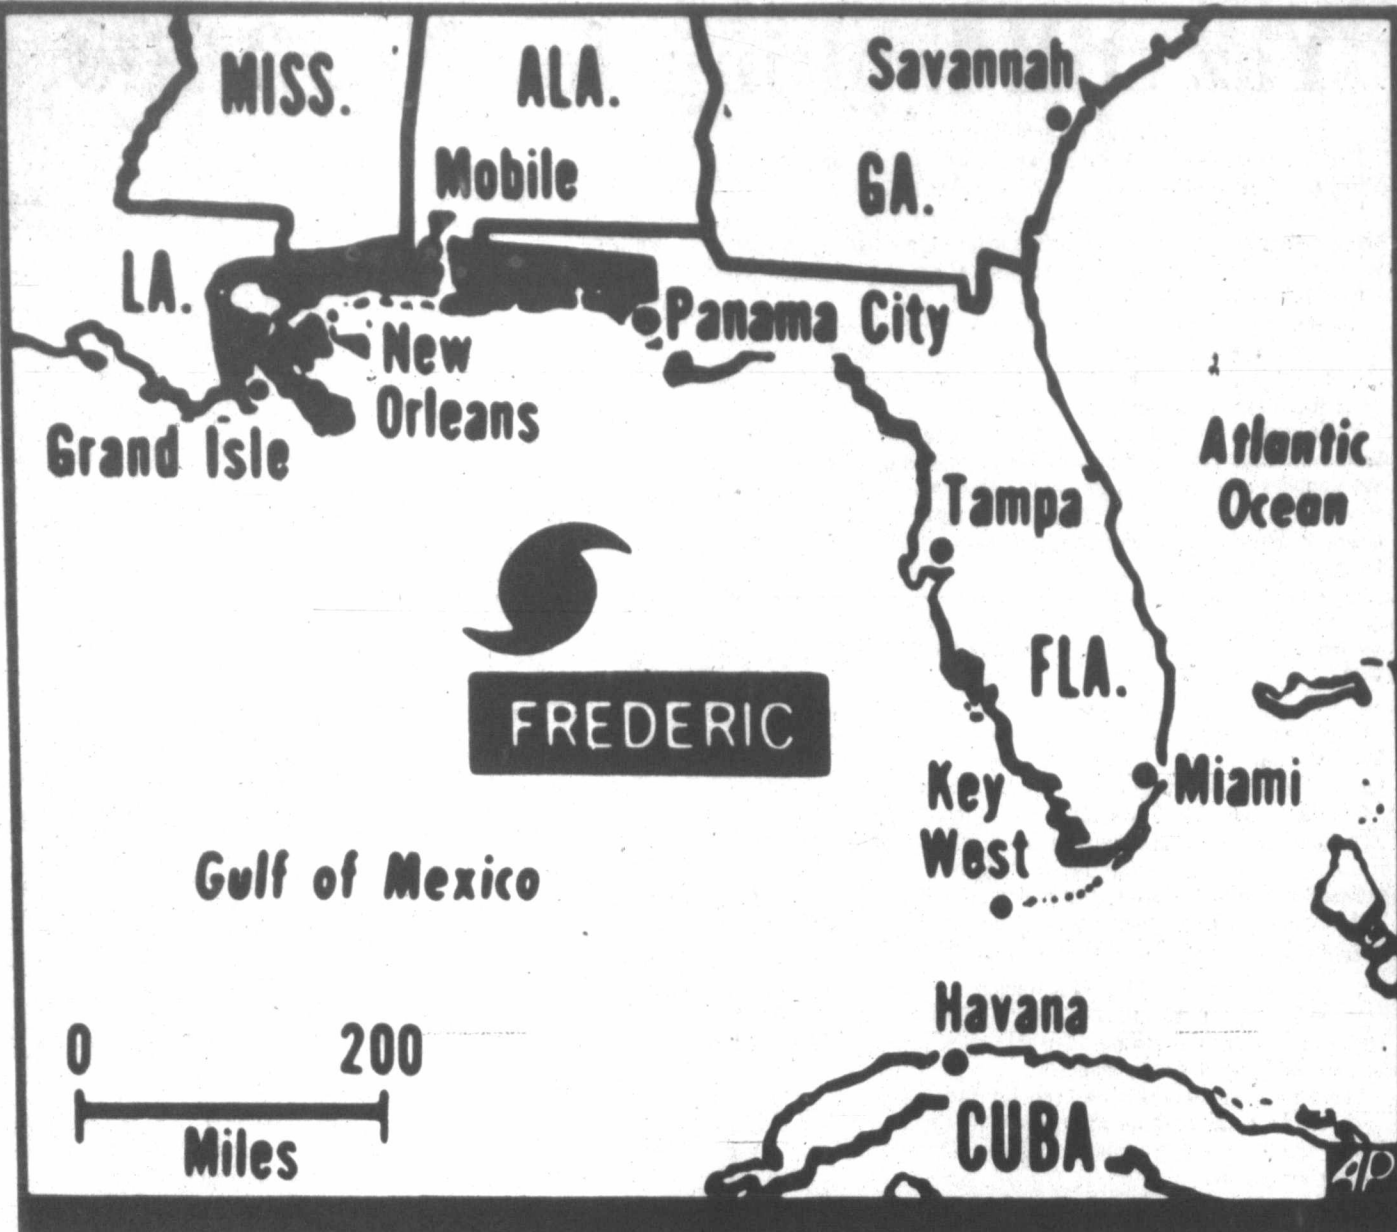 MISS.
ALA.
Savannah
Mobile
GA.
LA.
Panama City
New
Orleans
Grand Isle
Atlantic
Ocean
Tampa
FREDERIC
FLA.
Key
West
Miami
Gulf of Mexico
Havana
0 200
Miles
CUBA
AP